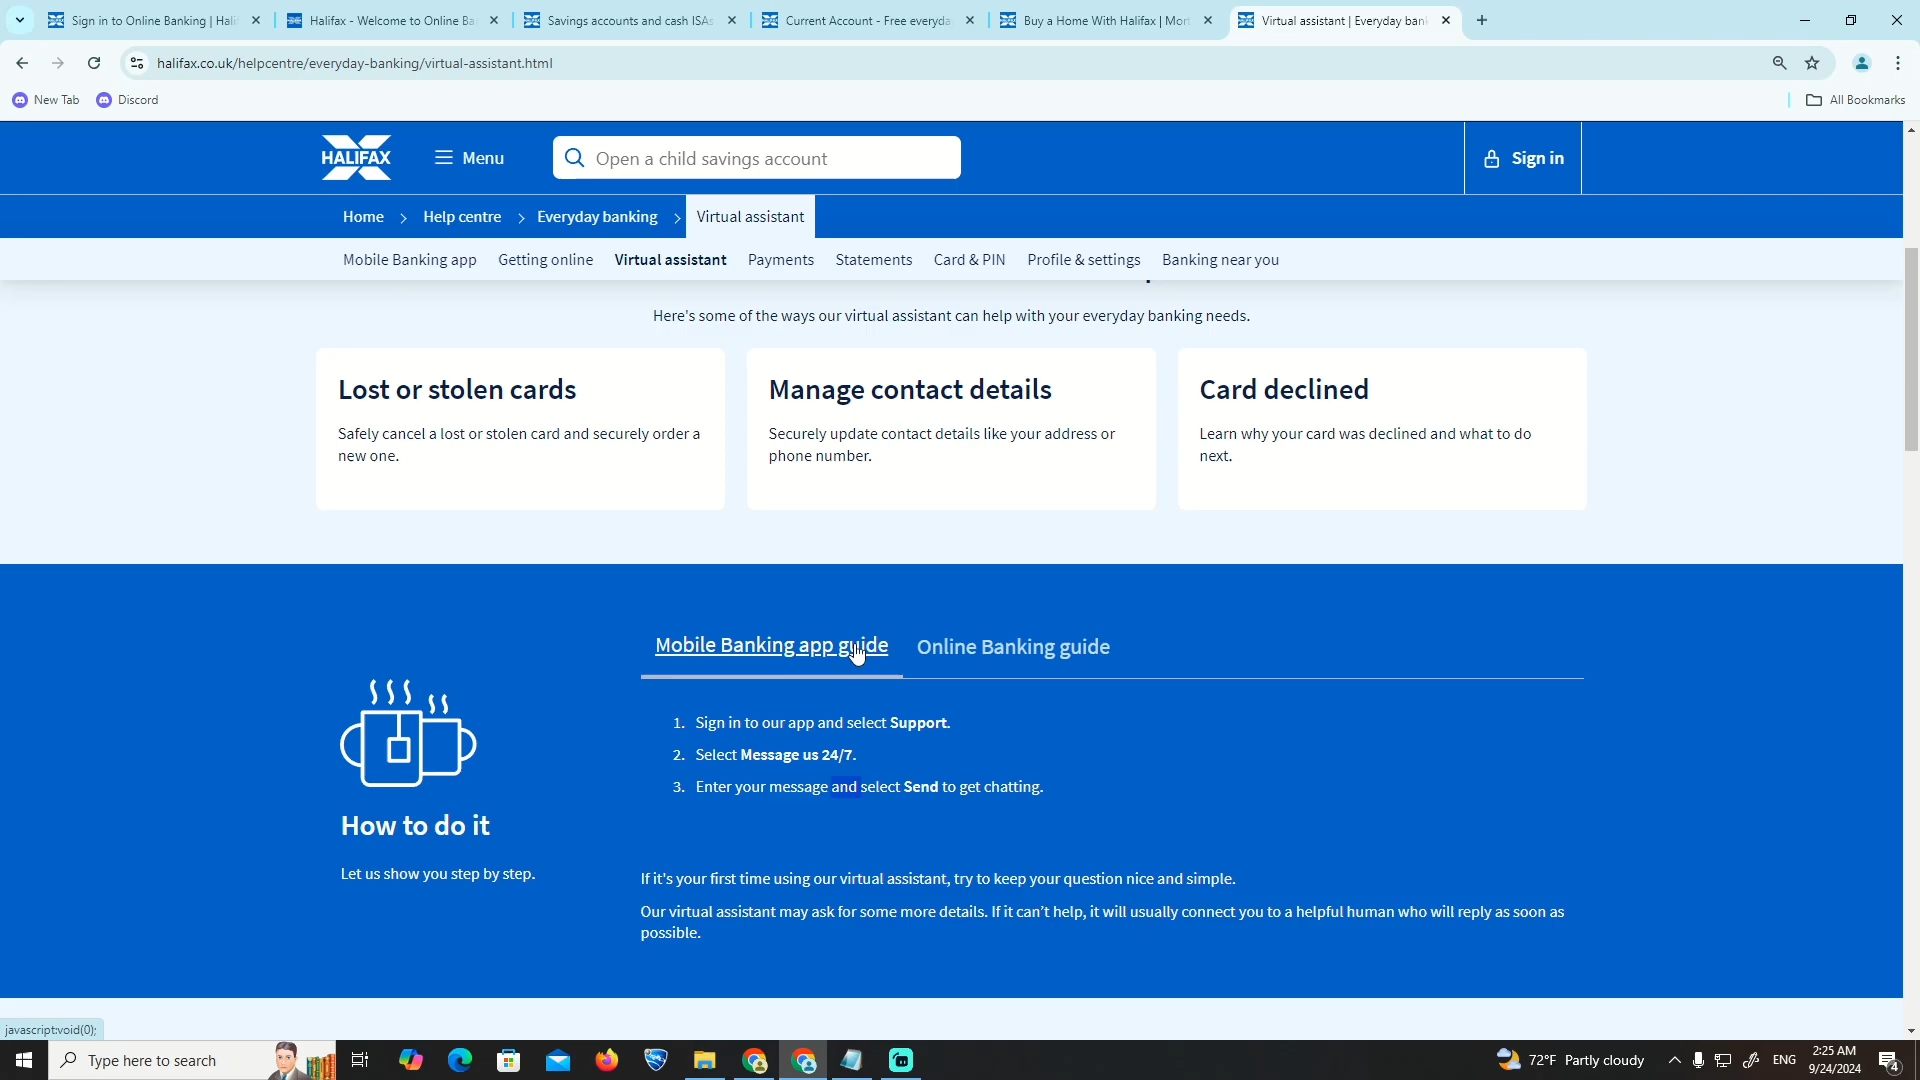 Sign in to Online Banking | Hali
Halifax - Welcome to Online Ba
Savings accounts and cash ISAs
Current Account - Free everyda
Buy a Home With Halifax | Mort
Virtual assistant | Everyday bank
halifax.co.uk/helpcentre/everyday-banking/virtual-assistant.html
New Tab
Discord
All Bookmarks
HALIFAX
Menu
Open a child savings account
Sign in
Home > Help centre > Everyday banking > Virtual assistant
Mobile Banking app Getting online Virtual assistant Payments Statements Card & PIN Profile & settings Banking near you
Here's some of the ways our virtual assistant can help with your everyday banking needs.
Lost or stolen cards
Safely cancel a lost or stolen card and securely order a
new one.
Manage contact details
Securely update contact details like your address or
phone number.
Card declined
Learn why your card was declined and what to do
next.
Mobile Banking app guide
Online Banking guide
1. Sign in to our app and select Support.
2. Select Message us 24/7.
3. Enter your message and select Send to get chatting.
How to do it
Let us show you step by step.
If it's your first time using our virtual assistant, try to keep your question nice and simple.
Our virtual assistant may ask for some more details. If it can't help, it will usually connect you to a helpful human who will reply as soon as
possible.
javascript:void(0);
Type here to search
72°F Partly cloudy
ENG
2:25 AM
9/24/2024
4